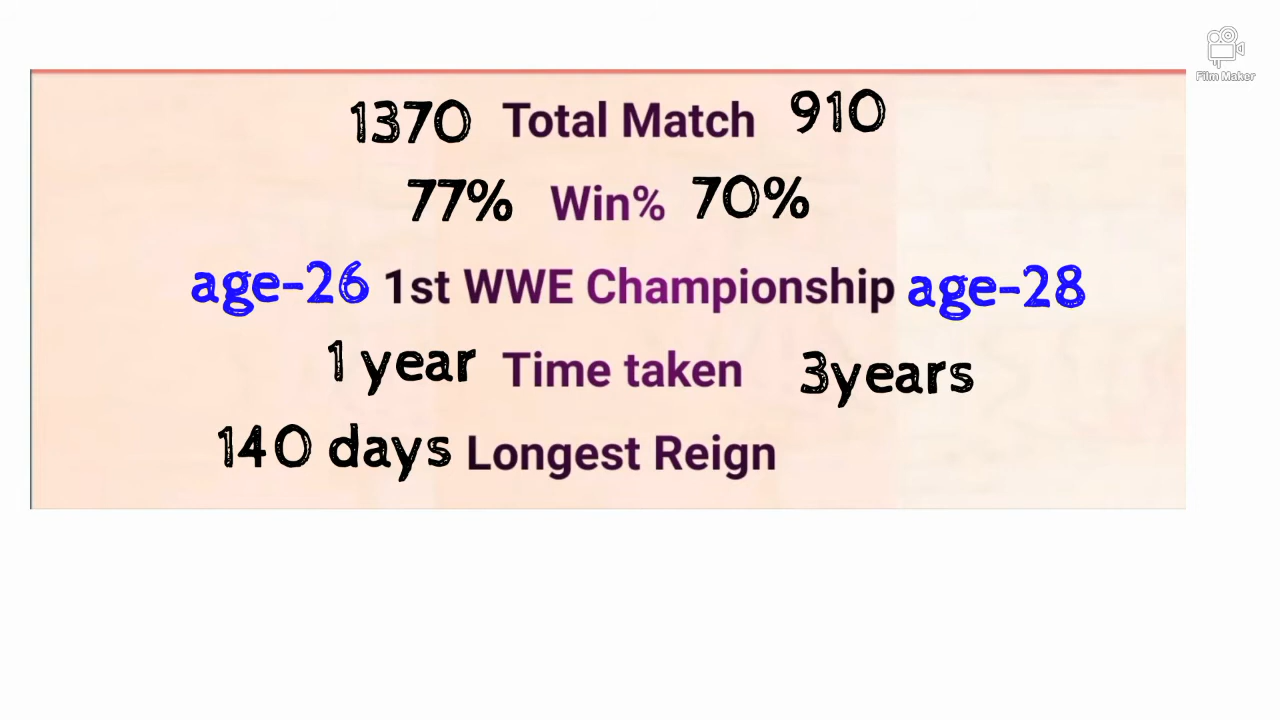 Film Maker
1370 Total Match 910
77% Win% 70%
age-26 1st WWE Championship age-28
1 year Time taken 3years
140 days Longest Reign